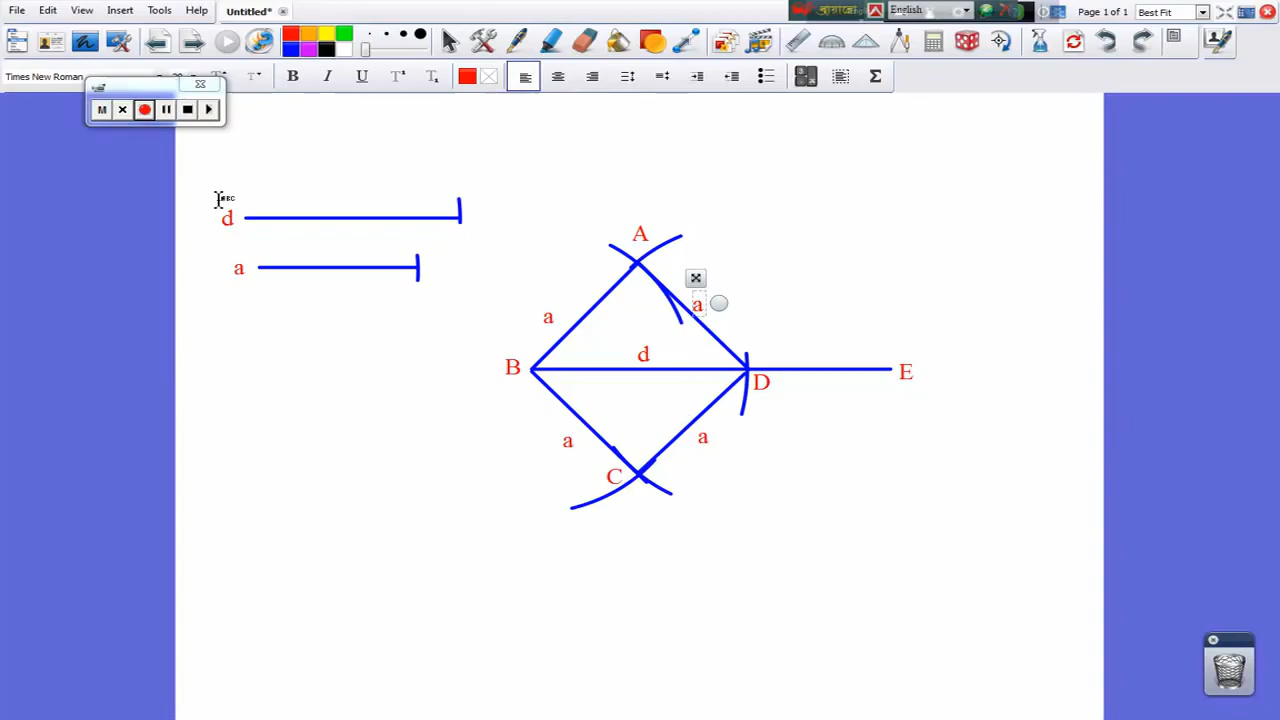 File Edit View Insert Tools Help Untitled* English Page 1 of 1 Best Fit
Times New Roman B I U T T Σ
M
d
a
A
a
a
B
d
D
E
a
a
C